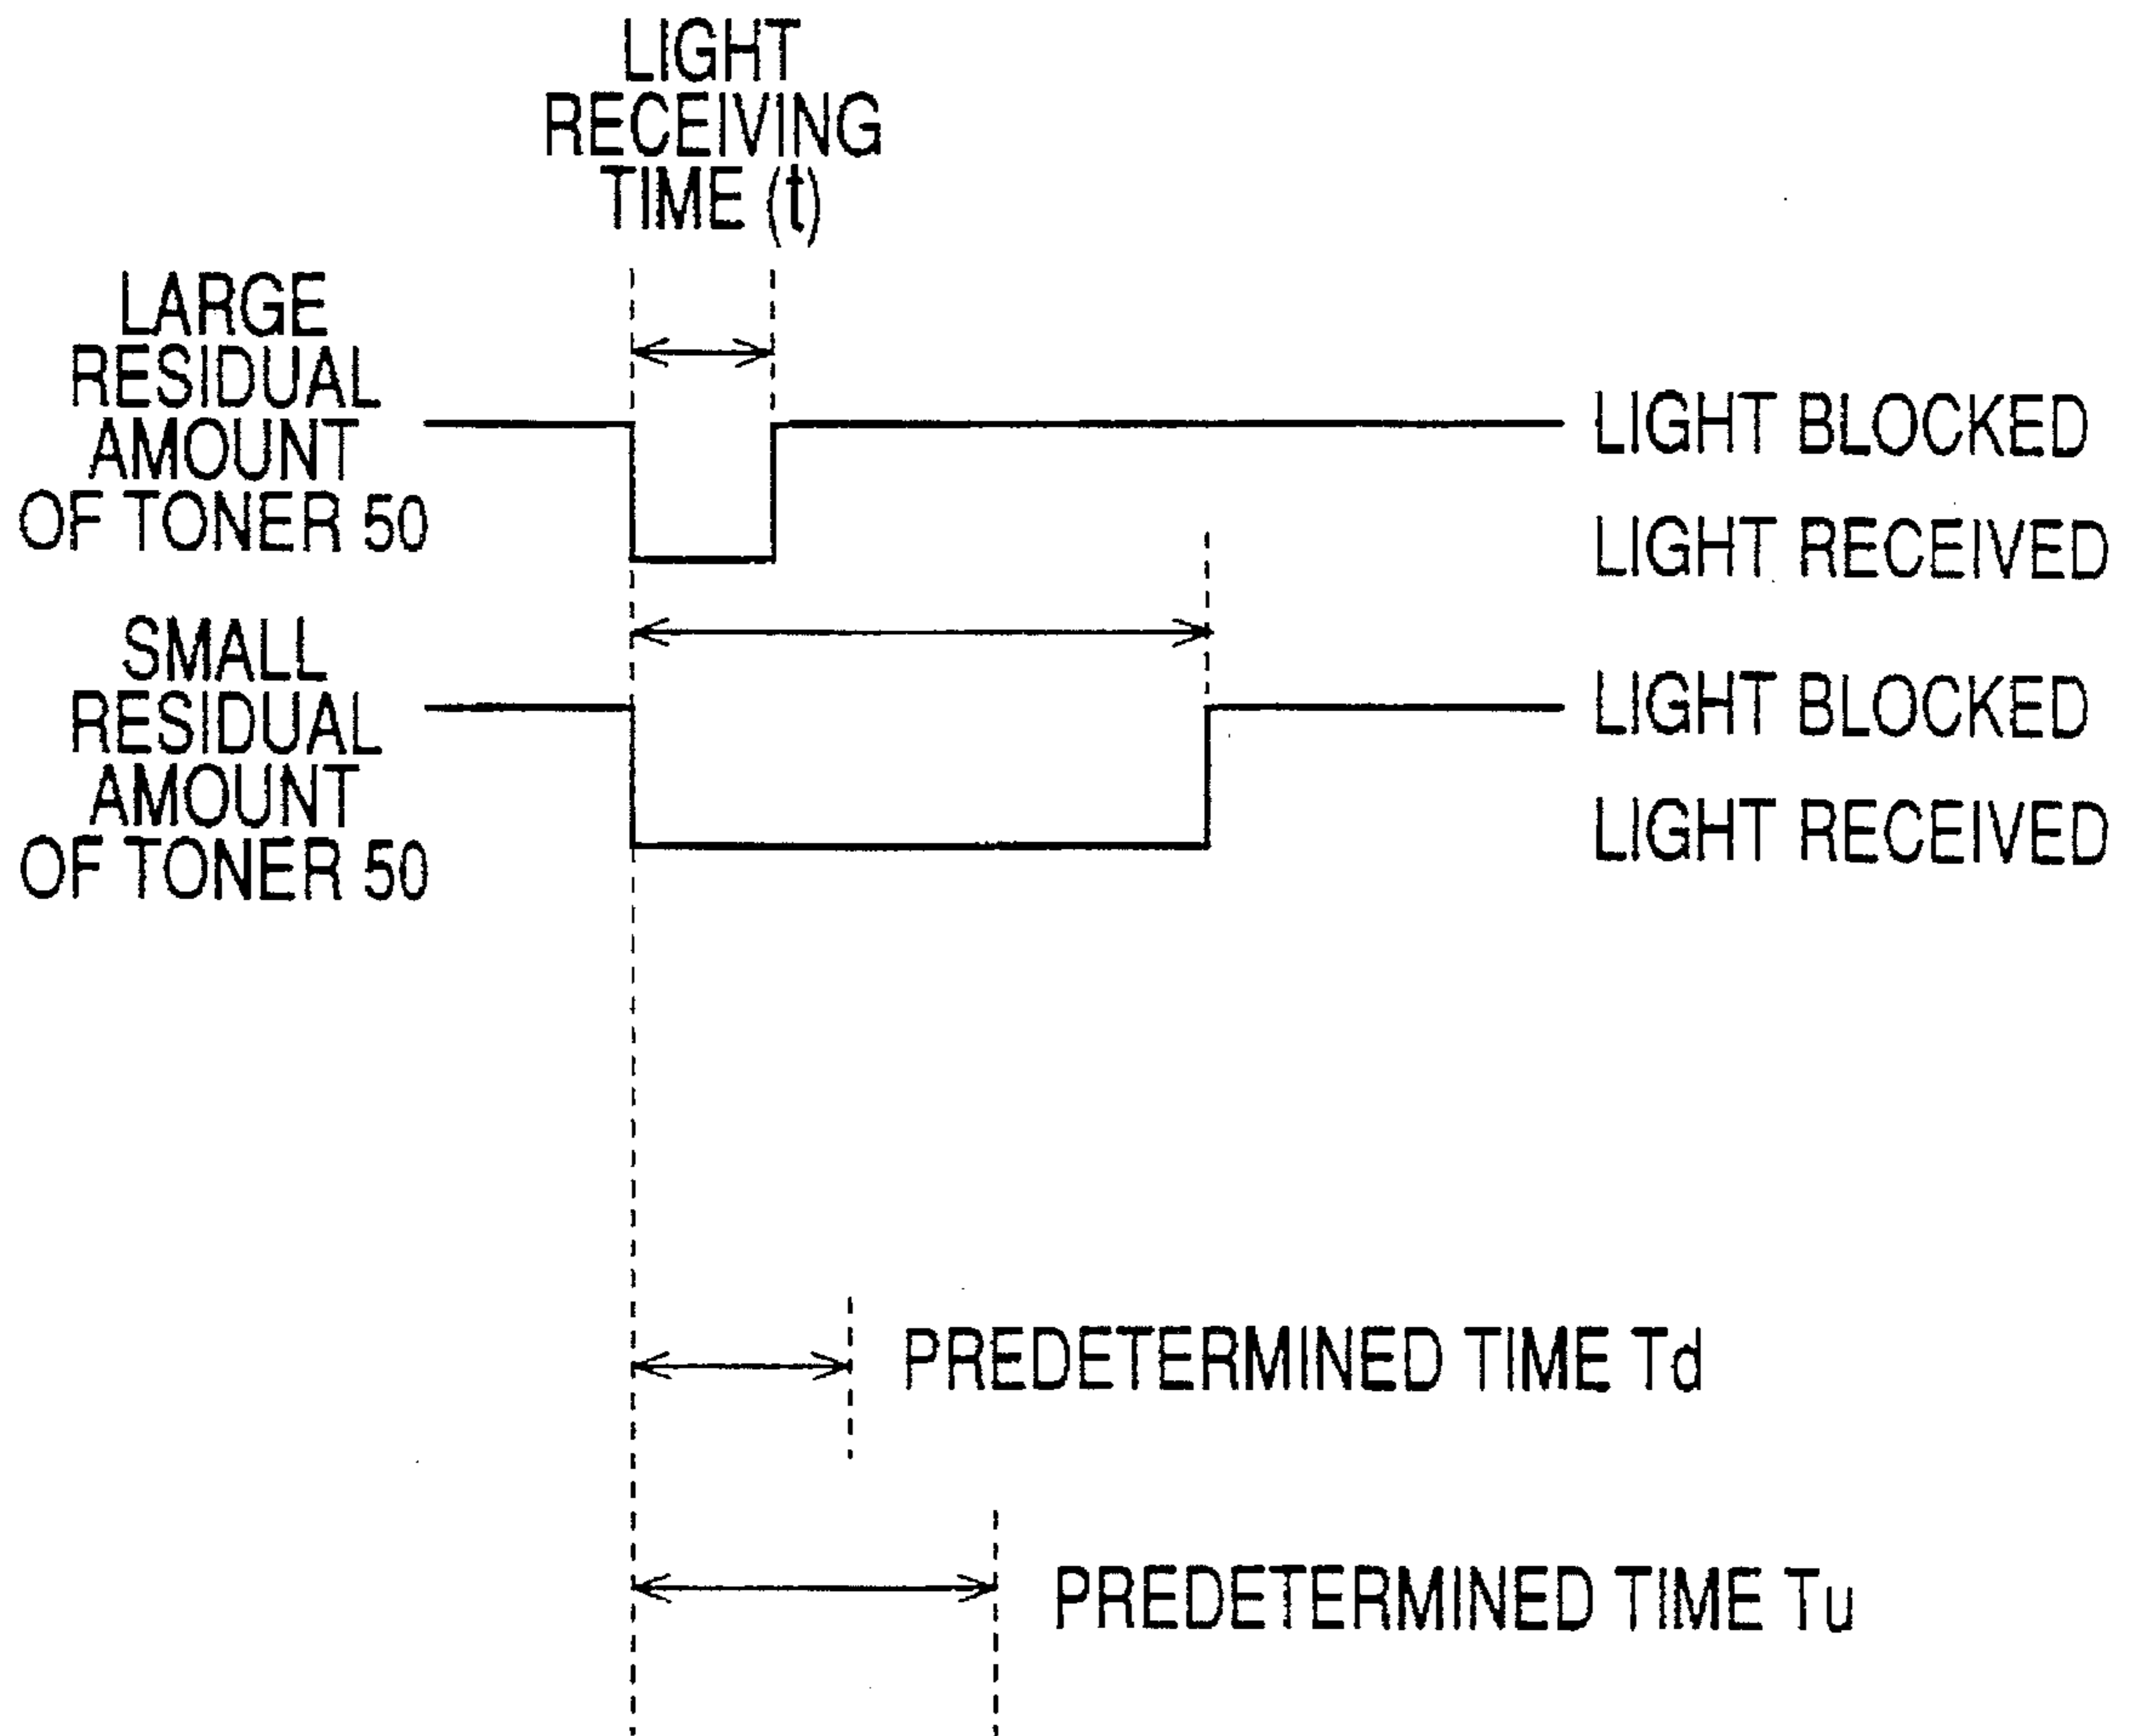 LIGHT
RECEIVING
TIME (t)
LARGE
RESIDUAL
AMOUNT
OF TONER 50
LIGHT BLOCKED
LIGHT RECEIVED
SMALL
RESIDUAL
AMOUNT
OF TONER 50
LIGHT BLOCKED
LIGHT RECEIVED
PREDETERMINED TIME Td
PREDETERMINED TIME Tu